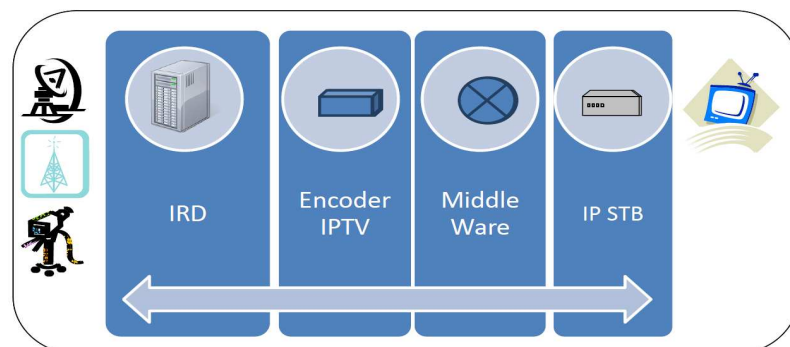 IRD
Encoder
IPTV
Middle
Ware
IP STB